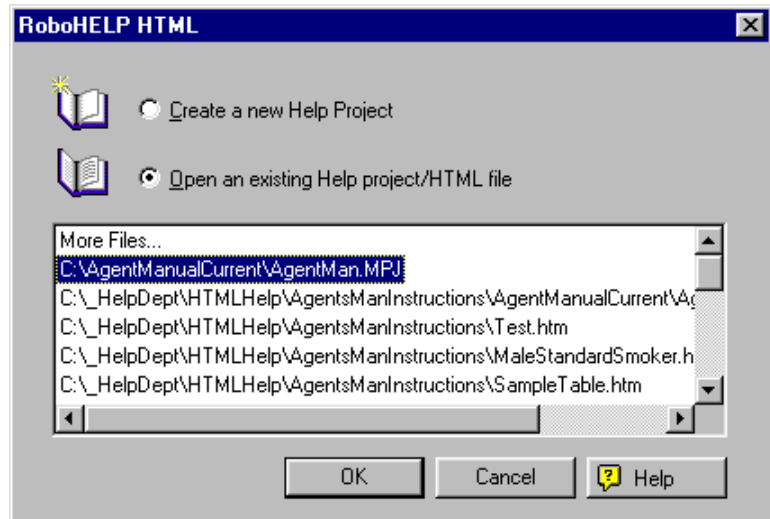 RoboHELP HTML
Create a new Help Project
Open an existing Help project/HTML file
More Files...
C:\AgentManualCurrent\AgentMan.MPJ
C:\_HelpDept\HTMLHelp\AgentsManInstructions\AgentManualCurrent\Ag
C:\_HelpDept\HTMLHelp\AgentsManInstructions\Test.htm
C:\_HelpDept\HTMLHelp\AgentsManInstructions\MaleStandardSmoker.h
C:\_HelpDept\HTMLHelp\AgentsManInstructions\SampleTable.htm
OK Cancel Help